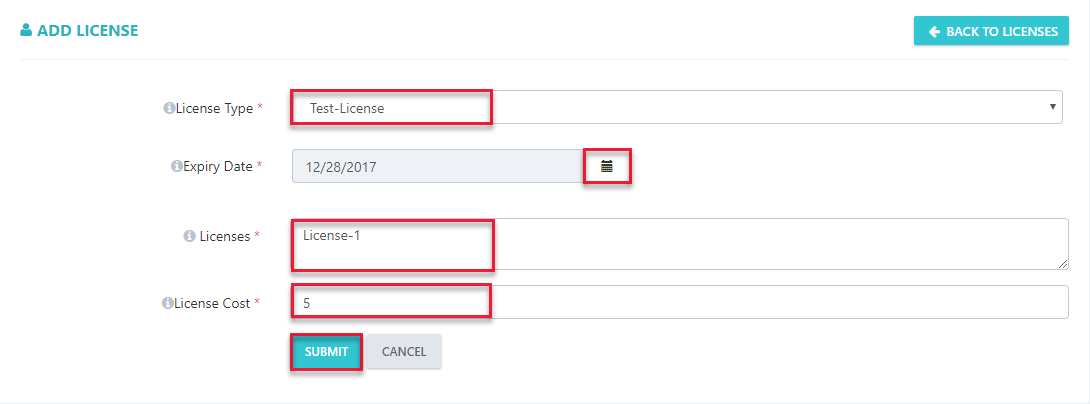 ADD LICENSE
BACK TO LICENSES
License Type *
Test-License
Expiry Date *
12/28/2017
Licenses *
License-1
License Cost *
5
SUBMIT
CANCEL